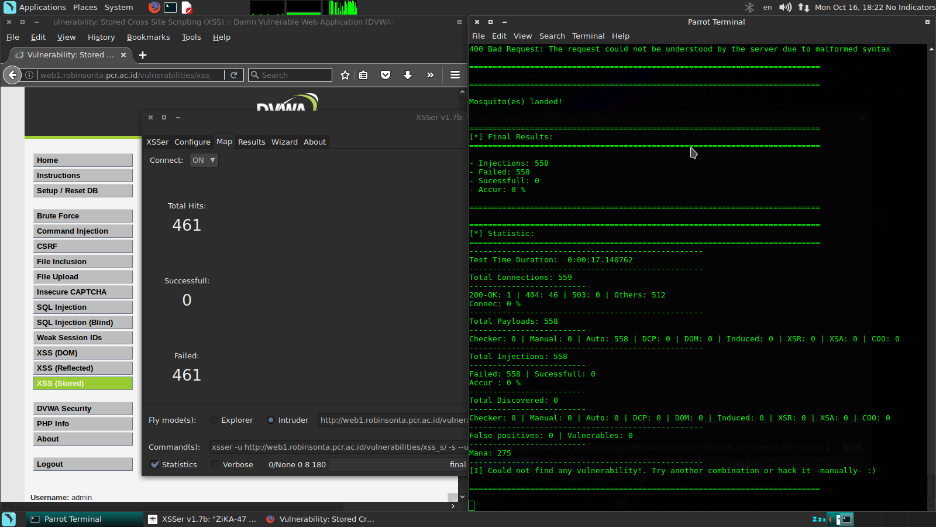 Applications Places System
en Mon Oct 16, 18:22 No Indicators
ulnerability: Stored Cross Site Scripting (XSS) :: Damn Vulnerable Web Application (DVWA
File Edit View History Bookmarks Tools Help
Vulnerability: Stored ...
web1.robinsonta.pcr.ac.id/vulnerabilities/xss
Search
DVWA
Home
Instructions
Setup / Reset DB
Brute Force
Command Injection
CSRF
File Inclusion
File Upload
Insecure CAPTCHA
SQL Injection
SQL Injection (Blind)
Weak Session IDs
XSS (DOM)
XSS (Reflected)
XSS (Stored)
DVWA Security
PHP Info
About
Logout
Username: admin
XSSer v1.7b:
XSSer Configure Map Results Wizard About
Connect: ON
Total Hits:
461
Successful:
0
Failed:
461
Fly mode(s): Explorer Intruder http://web1.robinsonta.pcr.ac.id/vulner
Command(s): xsser -u http://web1.robinsonta.pcr.ac.id/vulnerabilities/xss_s/ -s --u
Statistics Verbose 0/None 0 8 180 final
Parrot Terminal
File Edit View Search Terminal Help
400 Bad Request: The request could not be understood by the server due to malformed syntax
Mosquito(es) landed!
[*] Final Results:
- Injections: 558
- Failed: 558
- Sucessfull: 0
- Accur: 0 %
[*] Statistic:
Test Time Duration: 0:00:17.140762
Total Connections: 559
200-OK: 1 | 404: 46 | 503: 0 | Others: 512
Connec: 0 %
Total Payloads: 558
Checker: 0 | Manual: 0 | Auto: 558 | DCP: 0 | DOM: 0 | Induced: 0 | XSR: 0 | XSA: 0 | COO: 0
Total Injections: 558
Failed: 558 | Sucessfull: 0
Accur : 0 %
Total Discovered: 0
Checker: 0 | Manual: 0 | Auto: 0 | DCP: 0 | DOM: 0 | Induced: 0 | XSR: 0 | XSA: 0 | COO: 0
False positives: 0 | Vulnerables: 0
Mana: 275
[I] Could not find any vulnerability!. Try another combination or hack it -manually- :)
Parrot Terminal
XSSer v1.7b: "ZiKA-47 ...
Vulnerability: Stored Cr...